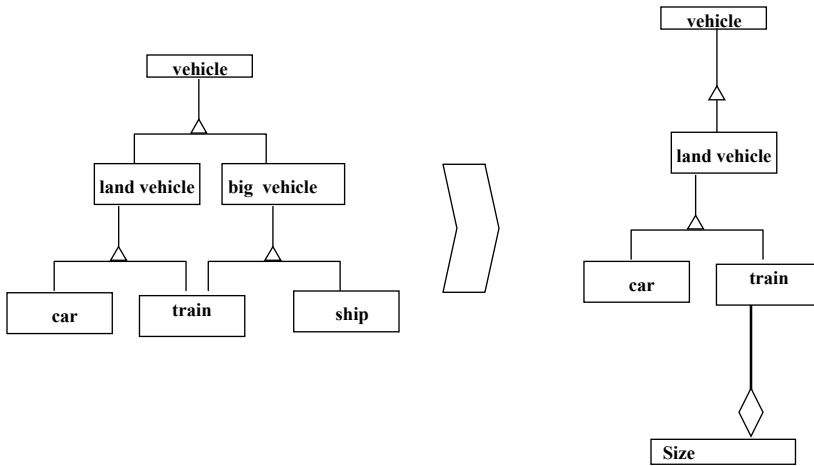 vehicle
land vehicle
big vehicle
car
train
ship
vehicle
land vehicle
car
train
Size